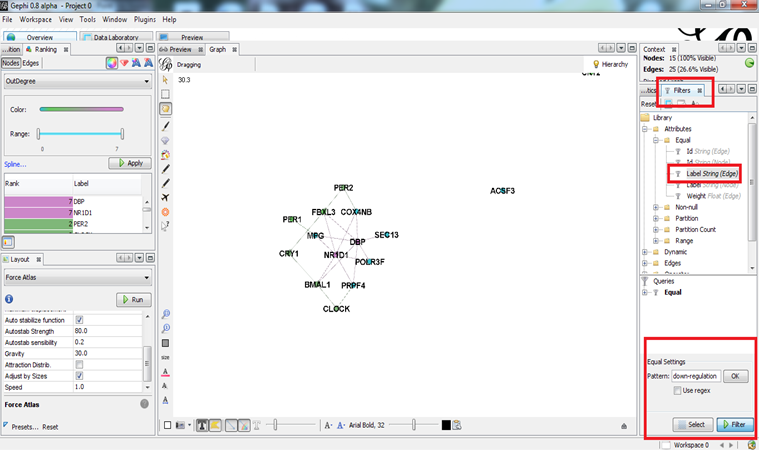 Gephi 0.8 alpha - Project 0
File Workspace View Tools Window Plugins Help
Overview Data Laboratory Preview
...ition Ranking
Nodes Edges
OutDegree
Color:
Range:
0 7
Spline... Apply
Rank Label
7 DBP
7 NR1D1
2 PER2
Layout
Force Atlas
Run
Auto stabilize function
Autostab Strength 80.0
Autostab sensibility 0.2
Gravity 30.0
Attraction Distrib.
Adjust by Sizes
Speed 1.0
Force Atlas
Presets... Reset
Preview Graph
Dragging Hierarchy
30.3
PER2
ACSF3
FBXL3 COX4NB
PER1
MPG SEC13
DBP
CRY1 NR1D1
POLR3F
BMAL1 PRPF4
CLOCK
SIZE
Arial Bold, 32
Context
Nodes: 15 (100% Visible)
Edges: 25 (26.6% Visible)
...tics Filters
Reset
Library
Attributes
Equal
Id String (Edge)
Id String (Node)
Label String (Edge)
Label String (Node)
Weight Float (Edge)
Non-null
Partition
Partition Count
Range
Dynamic
Edges
Queries
Equal
Equal Settings
Pattern: down-regulation OK
Use regex
Select Filter
Workspace 0